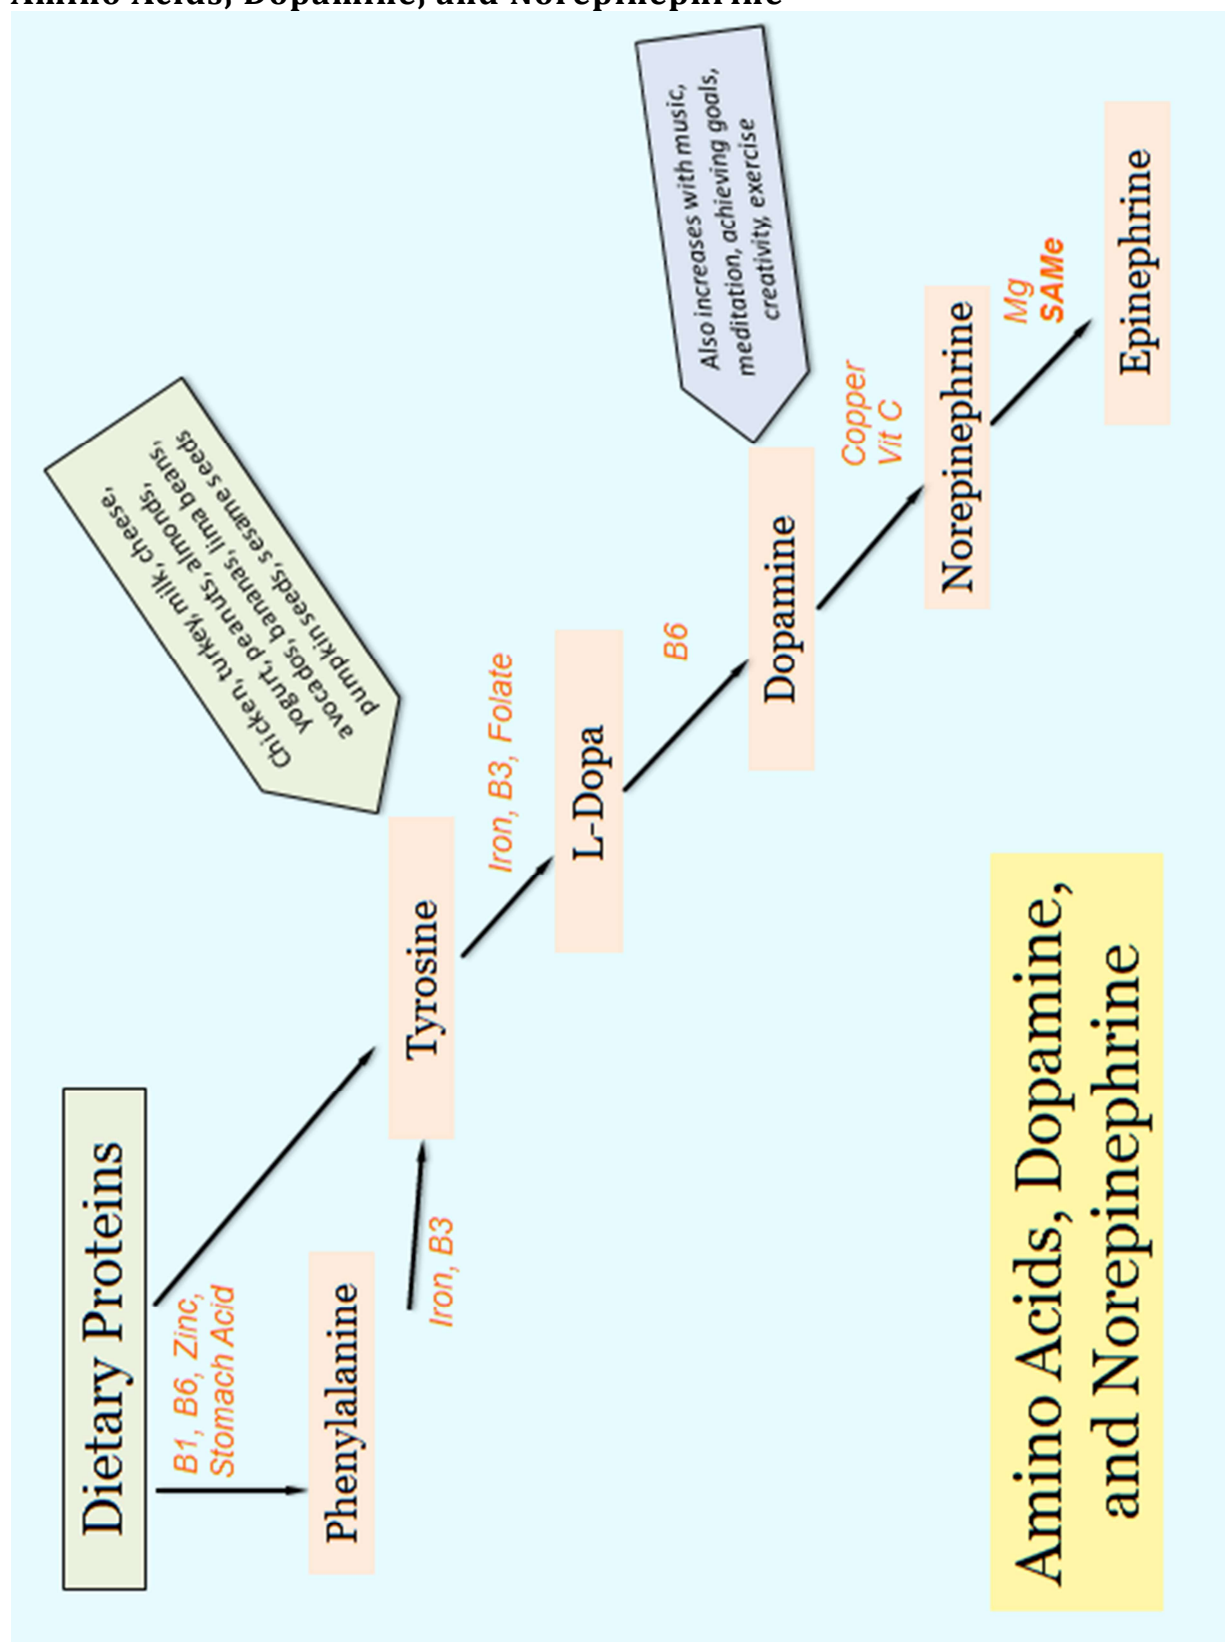 Amino Acids, Dopamine, and Norepinephrine
Dietary Proteins
B1, B6, Zinc,
Stomach Acid
Phenylalanine
Iron, B3
Tyrosine
Chicken, turkey, milk, cheese,
yogurt, peanuts, almonds,
avocados, bananas, lima beans,
pumpkin seeds, sesame seeds
Iron, B3, Folate
L-Dopa
B6
Dopamine
Also increases with music,
meditation, achieving goals,
creativity, exercise
Copper
Vit C
Norepinephrine
Mg
SAMe
Epinephrine
Amino Acids, Dopamine,
and Norepinephrine